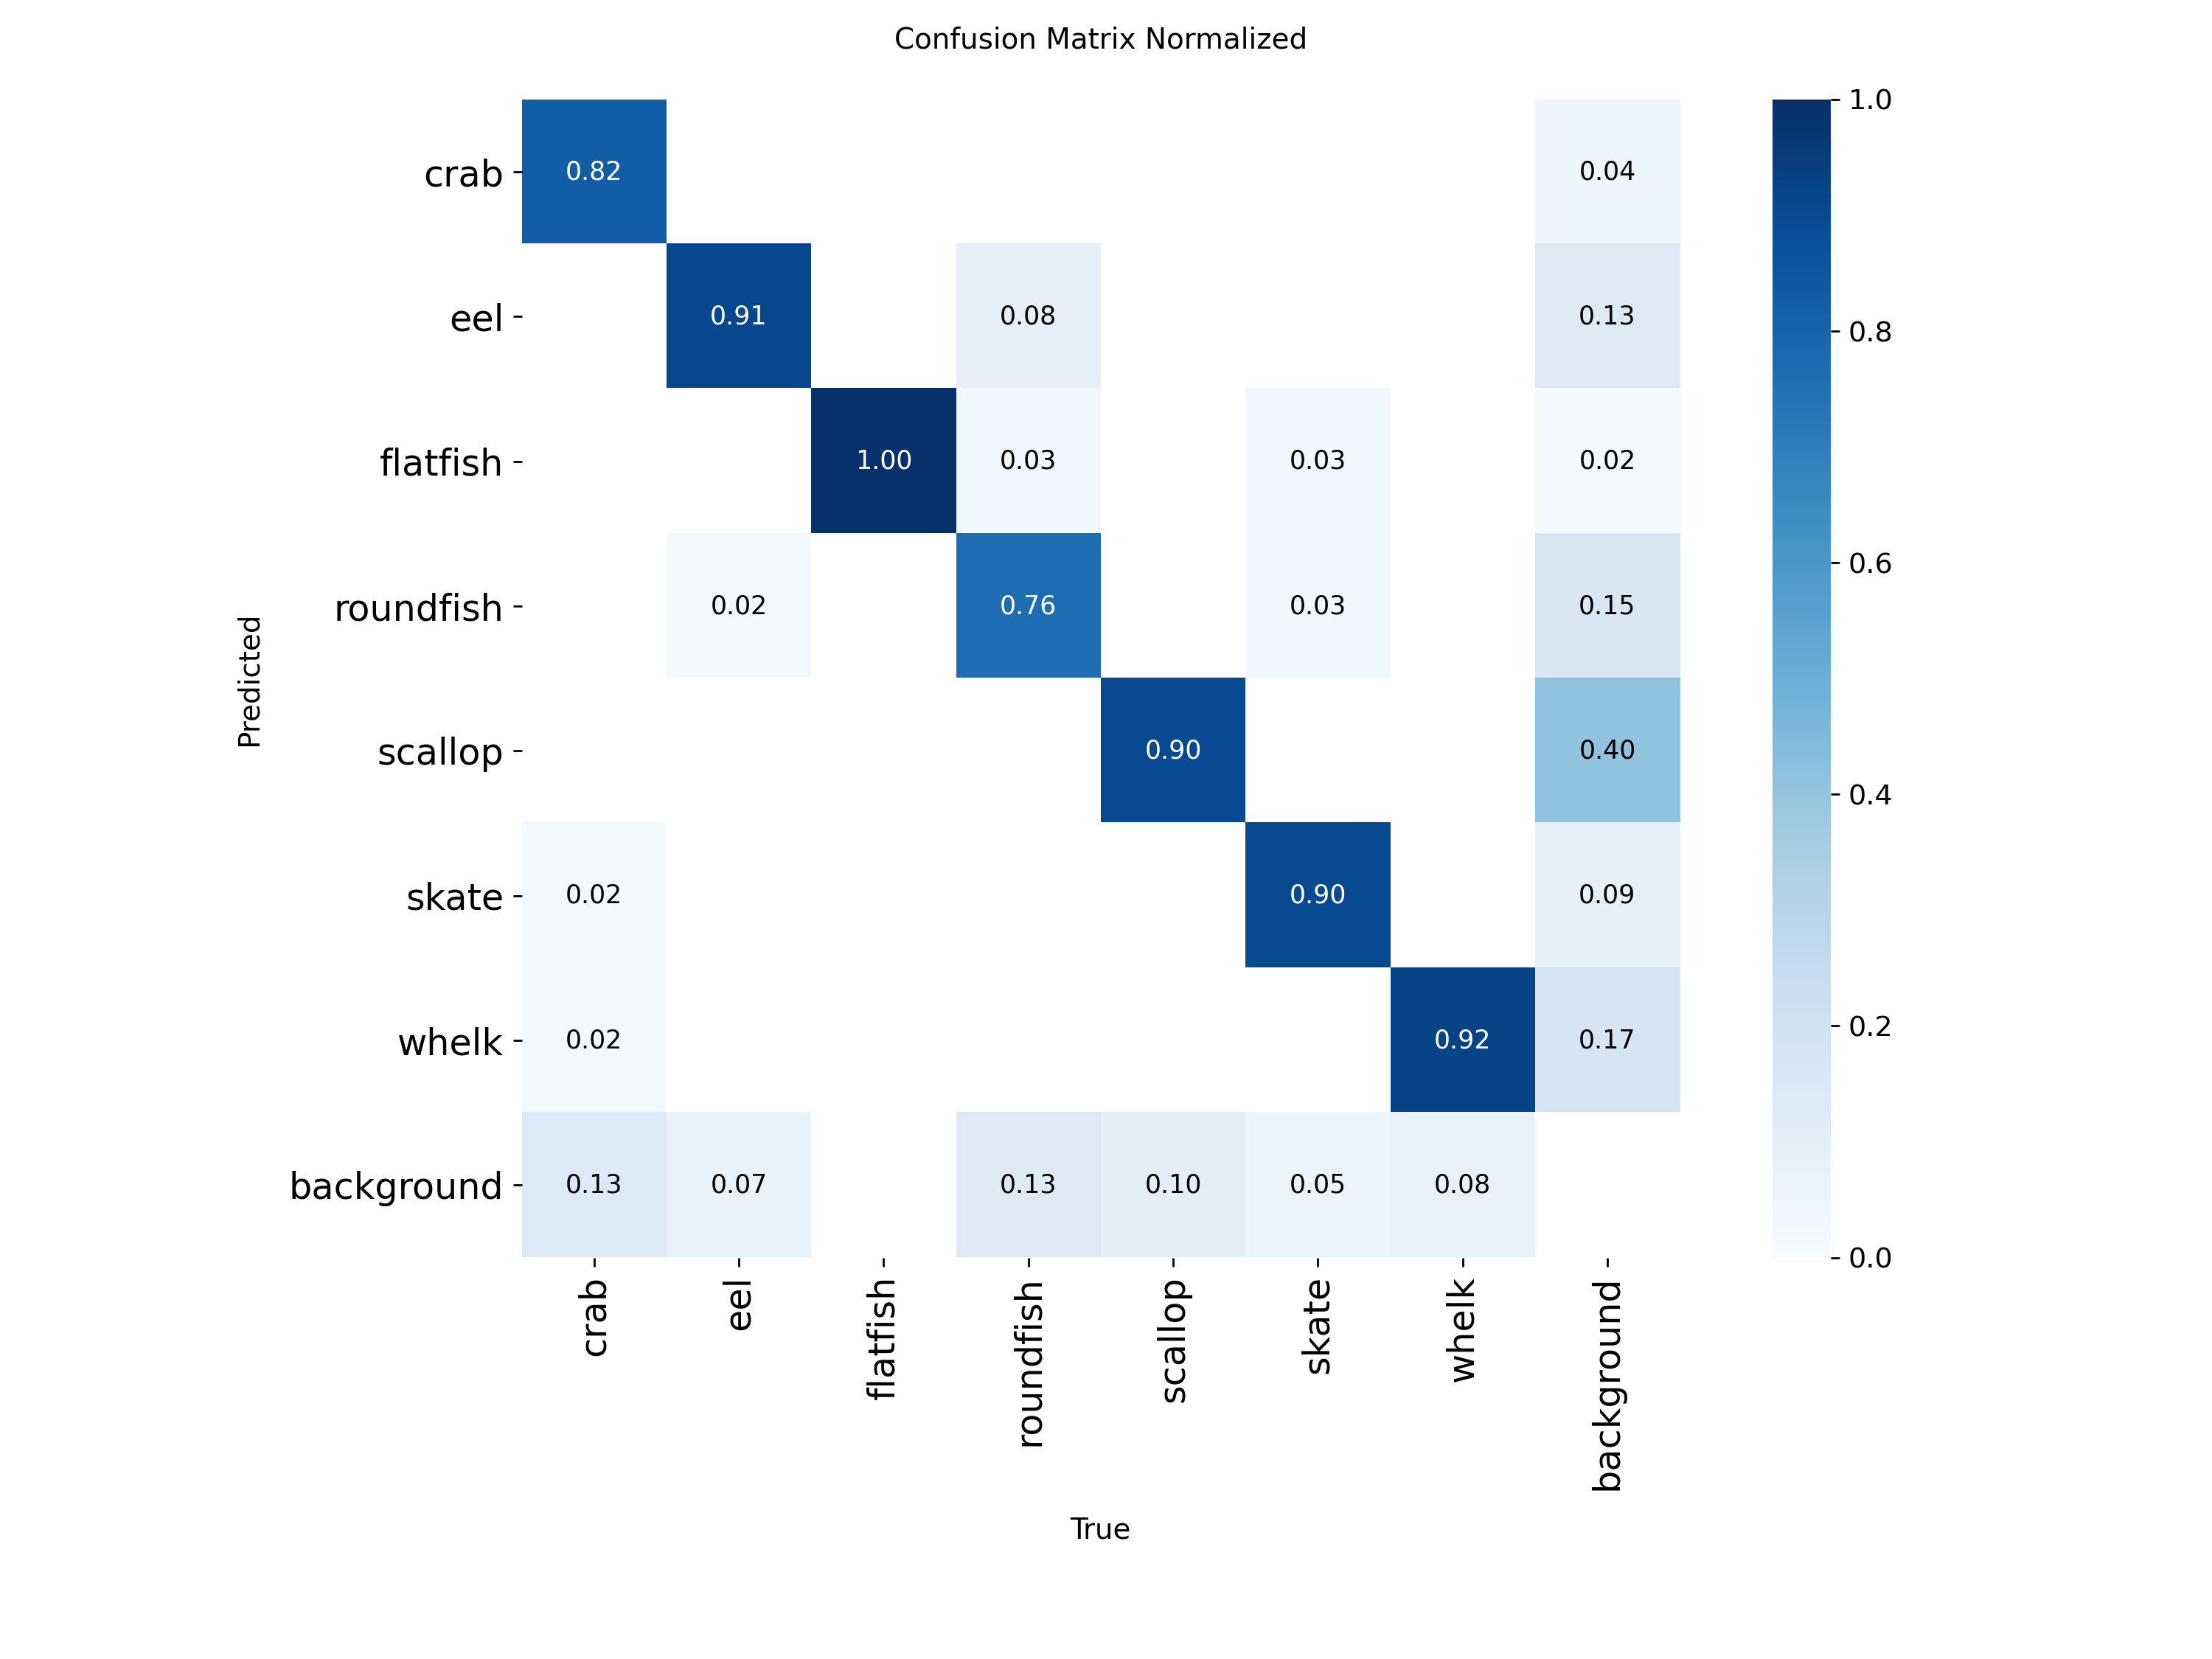 Confusion Matrix Normalized
crab
0.82
0.04
eel
0.91
0.08
0.13
flatfish
1.00
0.03
0.03
0.02
roundfish
0.02
0.76
0.03
0.15
scallop
0.90
0.40
skate
0.02
0.90
0.09
whelk
0.02
0.92
0.17
background
0.13
0.07
0.13
0.10
0.05
0.08
Predicted
crab
eel
flatfish
roundfish
scallop
skate
whelk
background
True
1.0
0.8
0.6
0.4
0.2
0.0